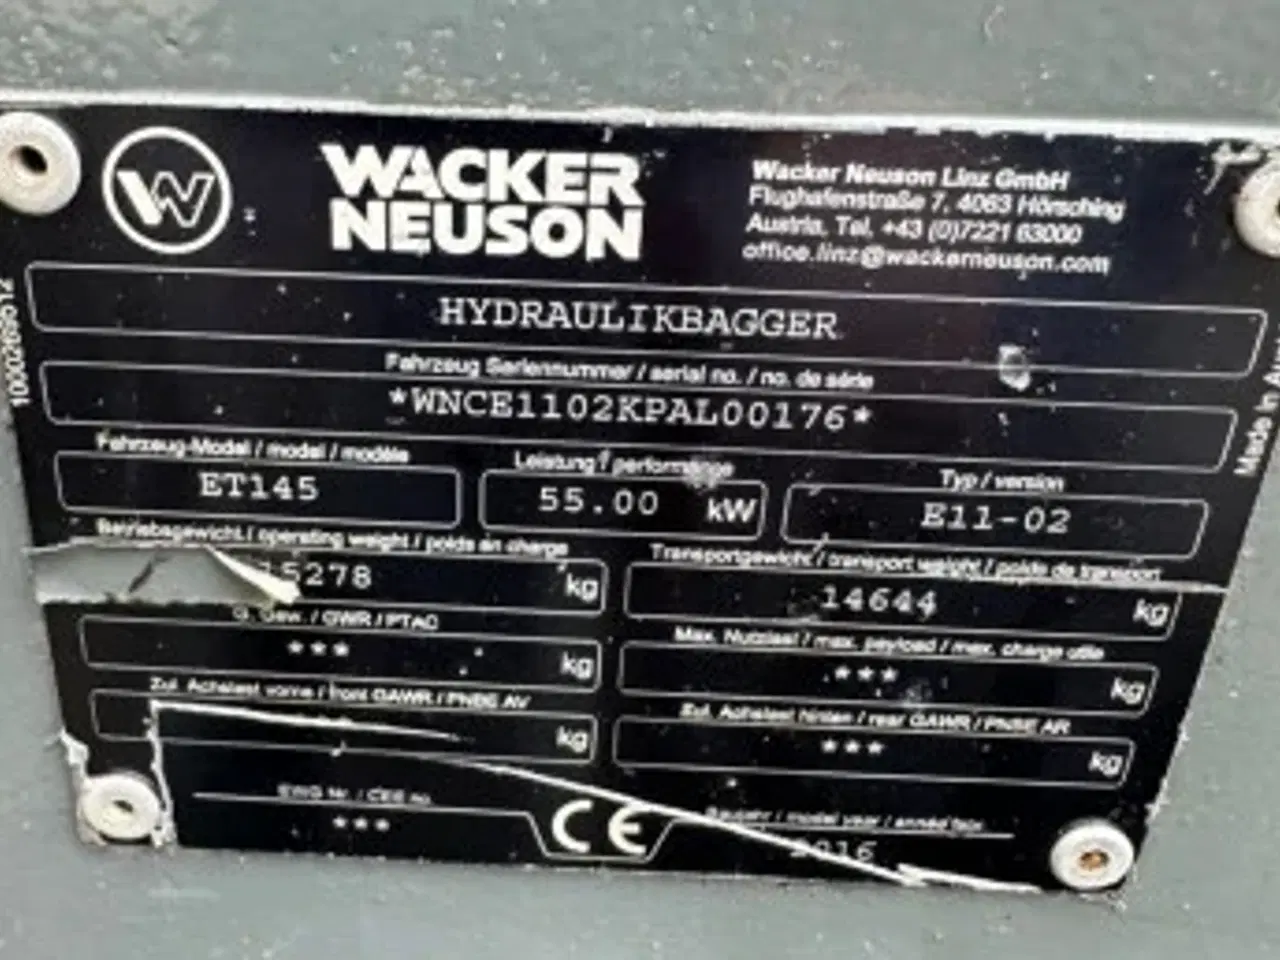 WACKER
NEUSON
Wacker Neuson Linz GmbH
Flughafenstraße 7, 4063 Hörsching
Austria, Tel. +43 (0)7221 63000
office.linz@wackerneuson.com
HYDRAULIKBAGGER
Fahrzeug Seriennummer / serial no. / no. de série
*WNCE1102KPAL00176*
Fahrzeug-Modell / model / modèle
ET145
Leistung / performance
55.00 kW
Typ / version
E11-02
Betriebsgewicht / operating weight / poids en charge
15278 kg
Transportgewicht / transport weight / poids de transport
14644 kg
G. Gew. / GWR / PTAC
*** kg
Max. Nutzlast / max. payload / max. charge utile
*** kg
Zul. Achslast vorne / front GAWR / PNBE AV
kg
Zul. Achslast hinten / rear GAWR / PNBE AR
*** kg
EWG Nr. / CEE no.
***
CE
Baujahr / model year / année
2016
Made in
1000269512